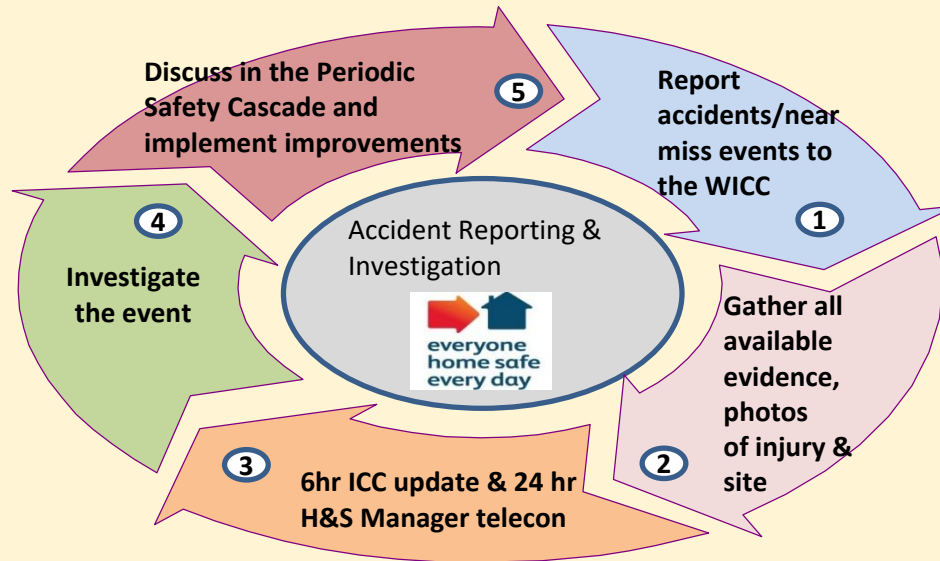 Accident Reporting &
Investigation
everyone
home safe
every day
Report
accidents/near
miss events to
the WICC
1
Gather all
available
evidence,
photos
of injury &
site
2
6hr ICC update & 24 hr
H&S Manager telecon
3
Investigate
the event
4
Discuss in the Periodic
Safety Cascade and
implement improvements
5